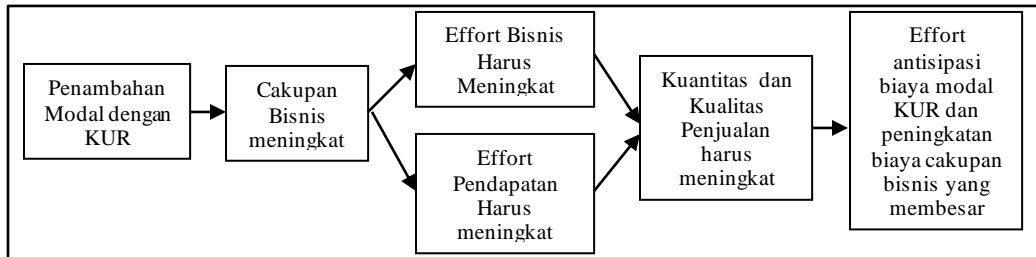 Penambahan
Modal dengan
KUR
Cakupan
Bisnis
meningkat
Effort Bisnis
Harus
Meningkat
Effort
Pendapatan
Harus
meningkat
Kuantitas dan
Kualitas
Penjualan
harus
meningkat
Effort
antisipasi
biaya modal
KUR dan
peningkatan
biaya cakupan
bisnis yang
membesar